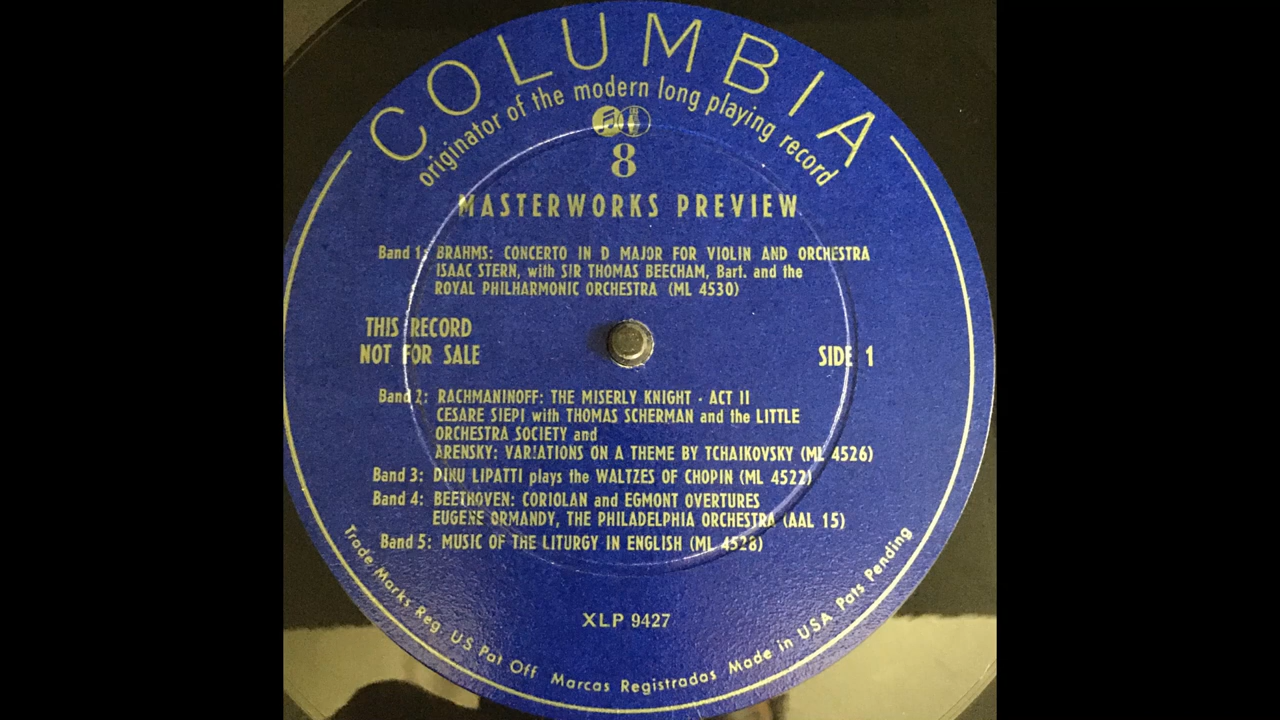 COLUMBIA
originator of the modern long playing record
8
MASTERWORKS PREVIEW
Band 1: BRAHMS: CONCERTO IN D MAJOR FOR VIOLIN AND ORCHESTRA
ISAAC STERN, with SIR THOMAS BEECHAM, Bart. and the
ROYAL PHILHARMONIC ORCHESTRA (ML 4530)
THIS RECORD
NOT FOR SALE
SIDE 1
Band 2: RACHMANINOFF: THE MISERLY KNIGHT - ACT II
CESARE SIEPI with THOMAS SCHERMAN and the LITTLE
ORCHESTRA SOCIETY and
ARENSKY: VARIATIONS ON A THEME BY TCHAIKOVSKY (ML 4526)
Band 3: DINU LIPATTI plays the WALTZES OF CHOPIN (ML 4522)
Band 4: BEETHOVEN: CORIOLAN and EGMONT OVERTURES
EUGENE ORMANDY, THE PHILADELPHIA ORCHESTRA (AAL 15)
Band 5: MUSIC OF THE LITURGY IN ENGLISH (ML 4528)
XLP 9427
Trade Marks Reg US Pat Off Marcas Registradas Made in USA Pats Pending